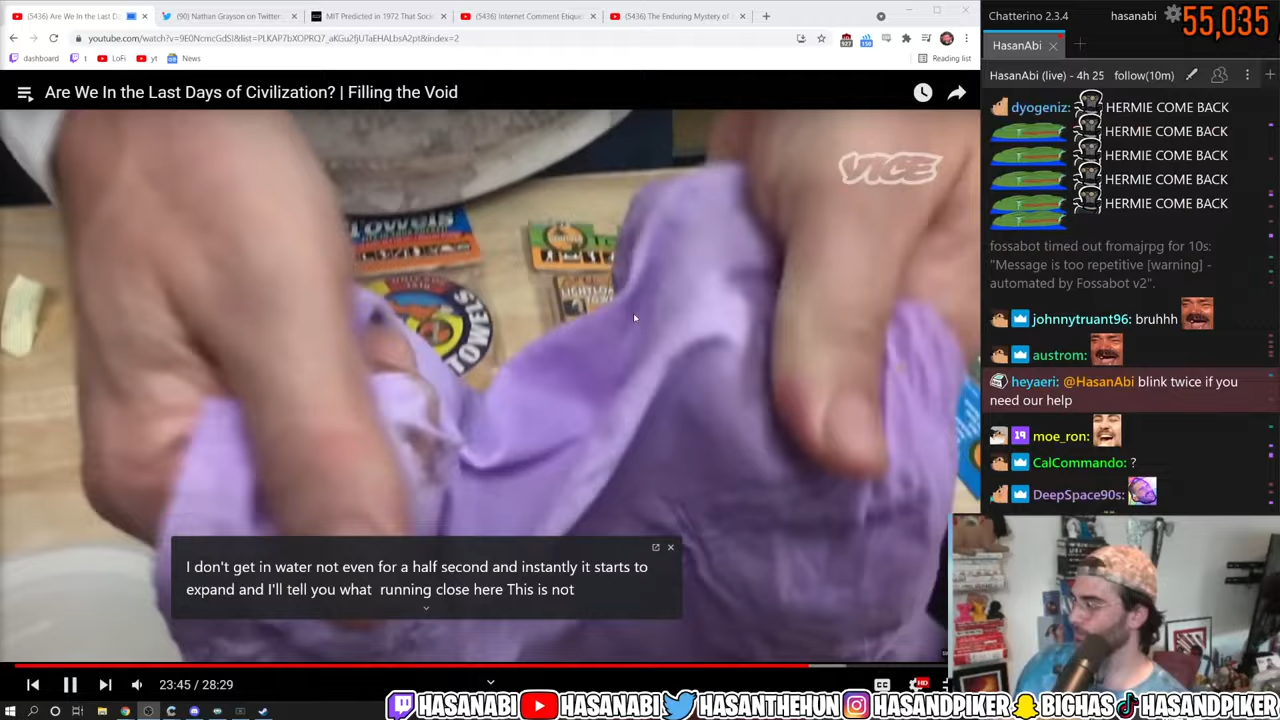 (5436) Are We In the Last D
(90) Nathan Grayson on Twitter
MIT Predicted in 1972 That Soc
(5436) Internet Comment Etique
(5436) The Enduring Mystery of
youtube.com/watch?v=9E0NcmcGdSI&list=PLKAP7bXOPRQ7_aKGu2fjUTaEHALbsA2pt&index=2
dashboard
t
LoFi
yt
News
Reading list
Are We In the Last Days of Civilization? | Filling the Void
VICE
TOWELS
I don't get in water not even for a half second and instantly it starts to
expand and I'll tell you what running close here This is not
23:45 / 28:29
HD
Chatterino 2.3.4
hasanabi
55,035
HasanAbi
HasanAbi (live) - 4h 25
follow(10m)
dyogeniz: HERMIE COME BACK
HERMIE COME BACK
HERMIE COME BACK
HERMIE COME BACK
HERMIE COME BACK
fossabot timed out fromajrpg for 10s:
"Message is too repetitive [warning] -
automated by Fossabot v2".
johnnytruant96: bruhhh
austrom:
heyaeri: @HasanAbi blink twice if you
need our help
19 moe_ron:
CalCommando: ?
DeepSpace90s:
HASANABI
HASANABI
HASANTHEHUN
HASANDPIKER
BIGHAS
HASANDPIKER